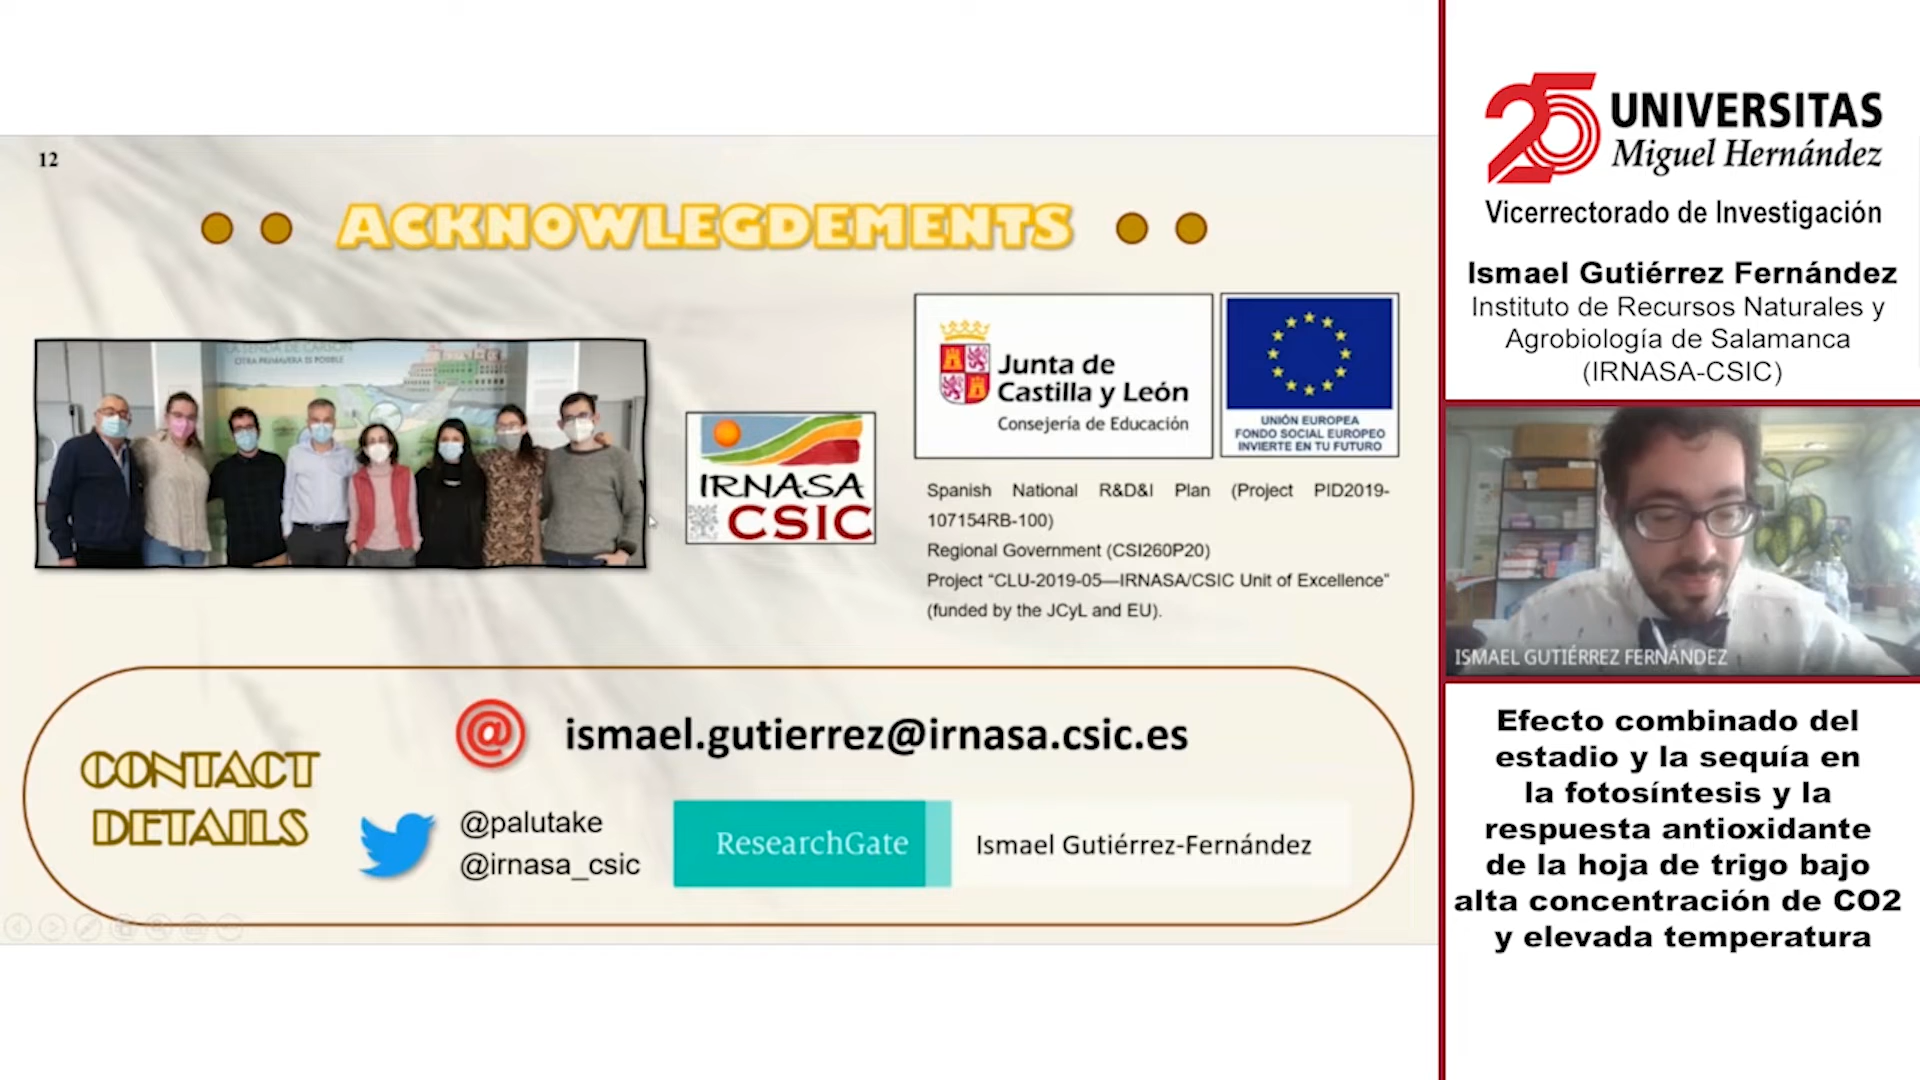 12
ACKNOWLEGDEMENTS
OTRA PRIMAVERA ES POSIBLE
IRNASA
CSIC
Junta de
Castilla y León
Consejería de Educación
UNIÓN EUROPEA
FONDO SOCIAL EUROPEO
INVIERTE EN TU FUTURO
Spanish National R&D&I Plan (Project PID2019-
107154RB-100)
Regional Government (CSI260P20)
Project “CLU-2019-05—IRNASA/CSIC Unit of Excellence”
(funded by the JCyL and EU).
CONTACT
DETAILS
@
ismael.gutierrez@irnasa.csic.es
@palutake
@irnasa_csic
ResearchGate
Ismael Gutiérrez-Fernández
25 UNIVERSITAS
Miguel Hernández
Vicerrectorado de Investigación
Ismael Gutiérrez Fernández
Instituto de Recursos Naturales y
Agrobiología de Salamanca
(IRNASA-CSIC)
ISMAEL GUTIÉRREZ FERNÁNDEZ
Efecto combinado del
estadio y la sequía en
la fotosíntesis y la
respuesta antioxidante
de la hoja de trigo bajo
alta concentración de CO2
y elevada temperatura